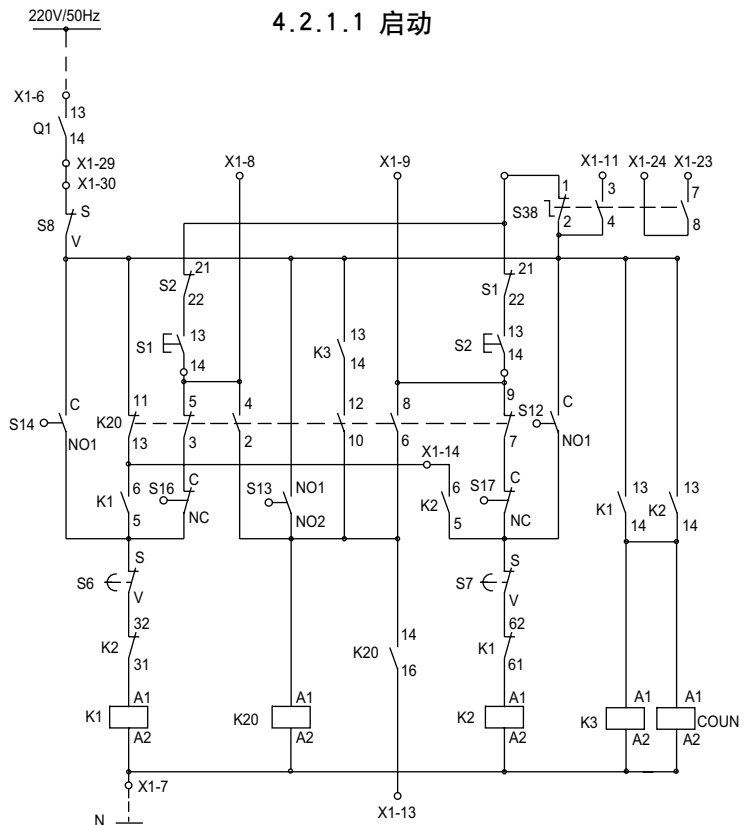 4.2.1.1 启动
220V/50Hz
X1-6
13
Q1
14
X1-29
X1-30
S
S8
V
X1-8
X1-9
X1-11
X1-24
X1-23
1
3
7
S38
2
4
8
21
S2
22
21
S1
22
13
S1
14
13
K3
14
13
S2
14
C
S14
NO1
11
K20
13
5
3
4
2
12
10
8
6
9
7
S12
C
NO1
X1-14
6
K1
5
C
S16
NC
NO1
S13
NO2
6
K2
5
C
S17
NC
13
K1
14
13
K2
14
S
S6
V
S
S7
V
32
K2
31
14
K20
16
62
K1
61
A1
K1
A2
A1
K20
A2
A1
K2
A2
A1
K3
A2
A1
COUN
A2
X1-7
N
X1-13